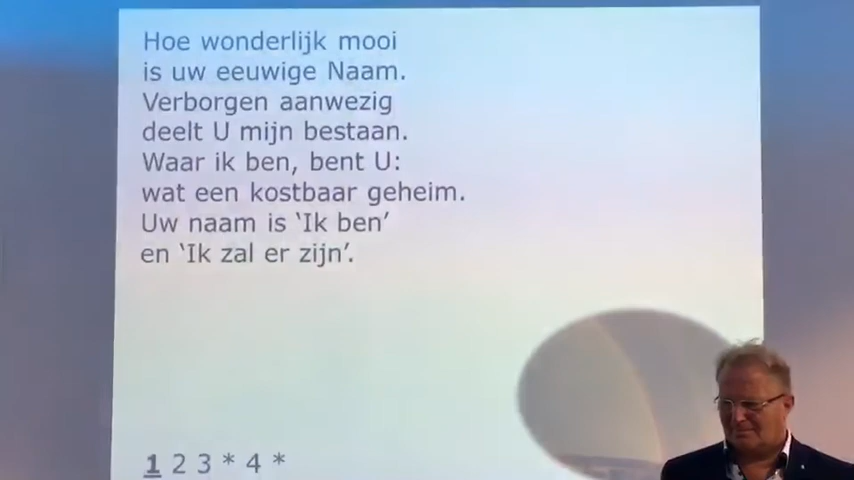 Hoe wonderlijk mooi
is uw eeuwige Naam.
Verborgen aanwezig
deelt U mijn bestaan.
Waar ik ben, bent U:
wat een kostbaar geheim.
Uw naam is ‘Ik ben’
en ‘Ik zal er zijn’.
1 2 3 * 4 *